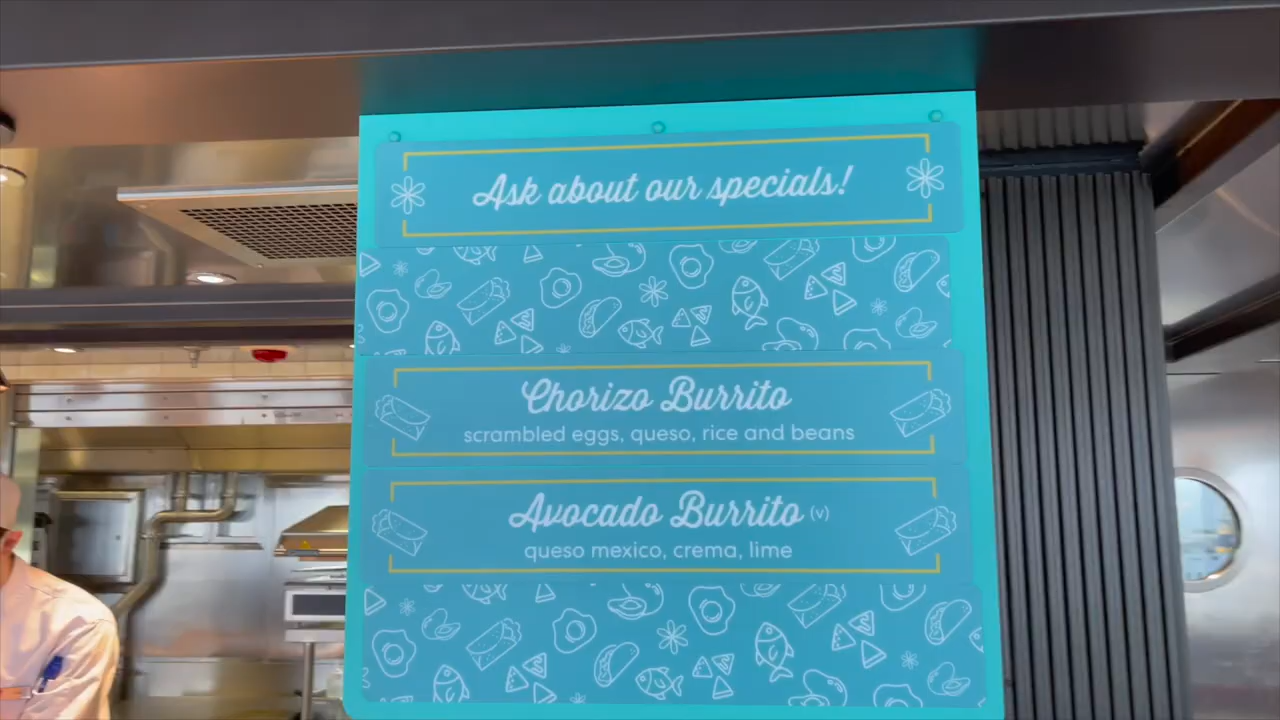 Ask about our specials!
Chorizo Burrito
scrambled eggs, queso, rice and beans
Avocado Burrito (v)
queso mexico, crema, lime